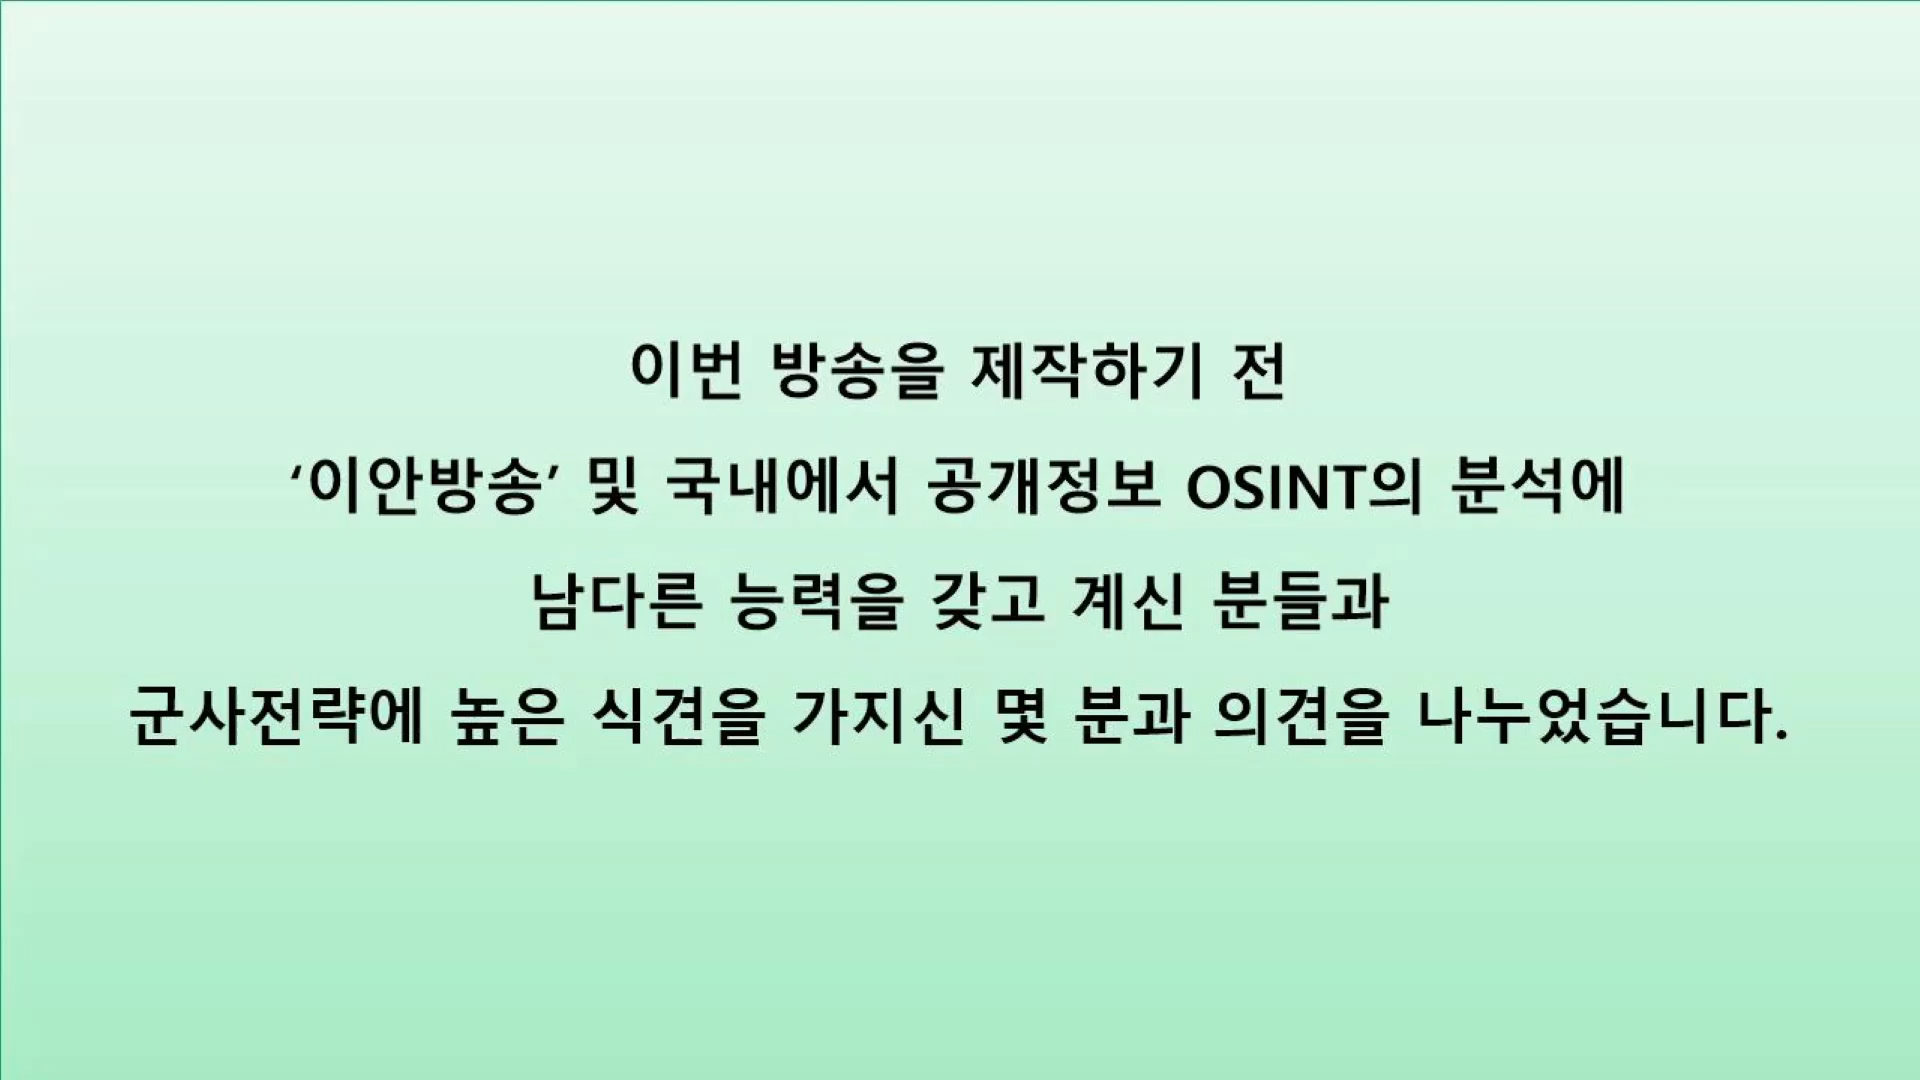 이번 방송을 제작하기 전
‘이안방송’ 및 국내에서 공개정보 OSINT의 분석에
남다른 능력을 갖고 계신 분들과
군사전략에 높은 식견을 가지신 몇 분과 의견을 나누었습니다.